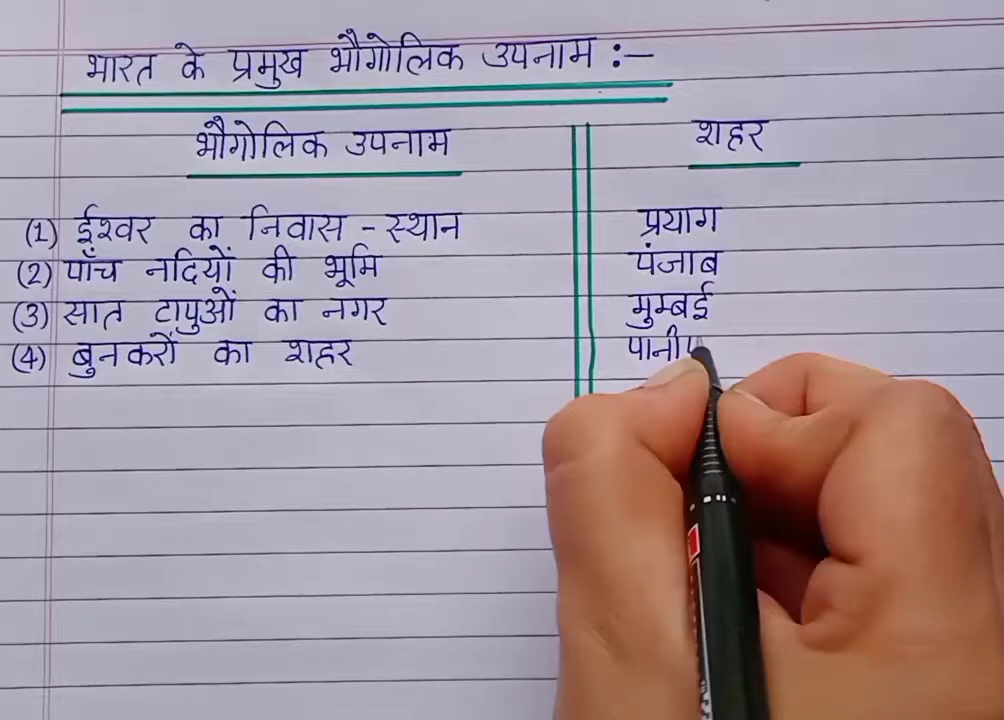 भारत के प्रमुख भौगोलिक उपनाम :-
भौगोलिक उपनाम शहर
(1) ईश्वर का निवास - स्थान प्रयाग
(2) पाँच नदियों की भूमि पंजाब
(3) सात टापुओं का नगर मुम्बई
(4) बुनकरों का शहर पानीप